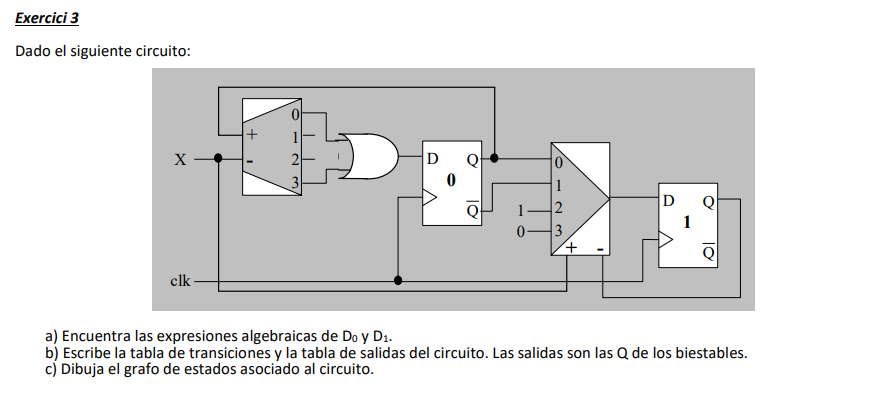 Exercici 3
Dado el siguiente circuito:
0
+ 1
X - 2
3
D Q
0
Q
0
1
1 2
0 3
+ -
D Q
1
Q
clk
a) Encuentra las expresiones algebraicas de D₀ y D₁.
b) Escribe la tabla de transiciones y la tabla de salidas del circuito. Las salidas son las Q de los biestables.
c) Dibuja el grafo de estados asociado al circuito.